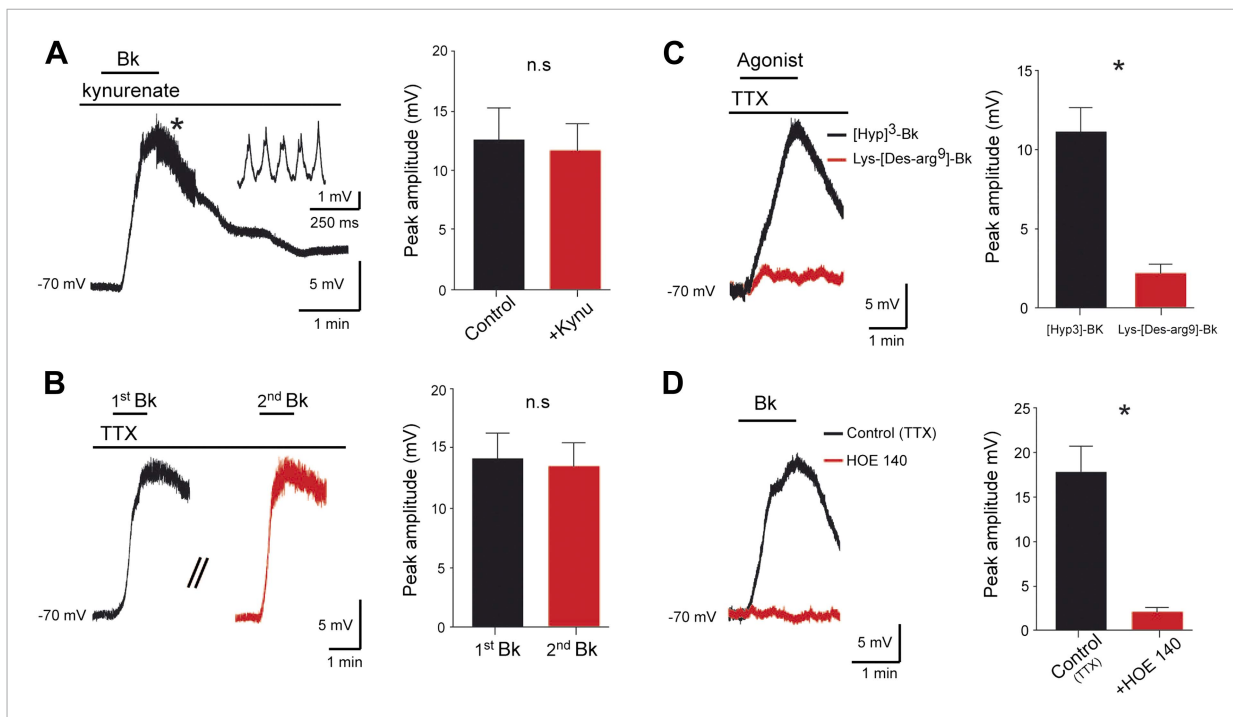 A
Bk
kynurenate
*
1 mV
250 ms
-70 mV
5 mV
1 min
20
15
10
5
0
Peak amplitude (mV)
n.s
Control
+Kynu
B
1st Bk
2nd Bk
TTX
//
-70 mV
5 mV
1 min
20
15
10
5
0
Peak amplitude (mV)
n.s
1st Bk
2nd Bk
C
Agonist
TTX
[Hyp]3-Bk
Lys-[Des-arg9]-Bk
-70 mV
5 mV
1 min
15
10
5
0
Peak amplitude (mV)
*
[Hyp3]-BK
Lys-[Des-arg9]-Bk
D
Bk
Control (TTX)
HOE 140
-70 mV
5 mV
1 min
25
20
15
10
5
0
Peak amplitude mV)
*
Control
(TTX)
+HOE 140